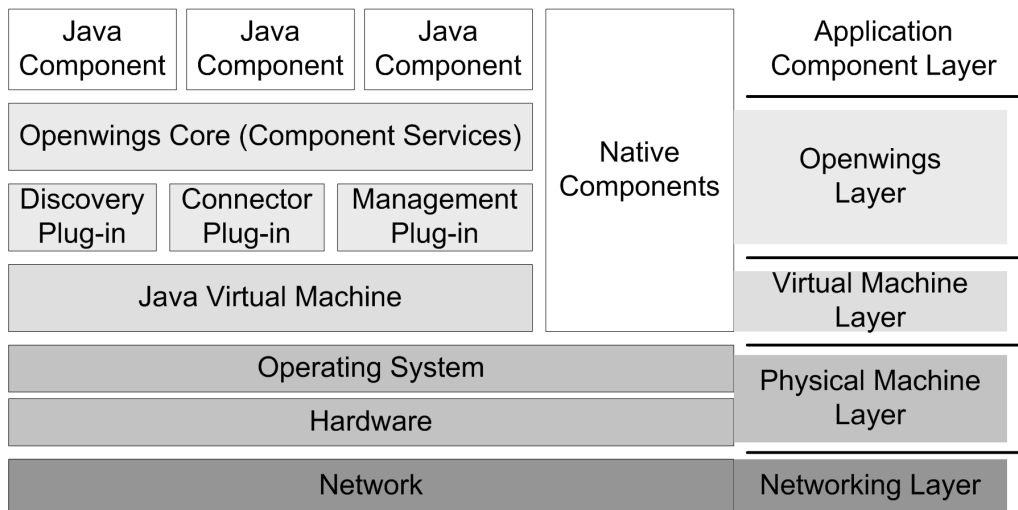 Java
Component
Java
Component
Java
Component
Application
Component Layer
Openwings Core (Component Services)
Native
Components
Openwings
Layer
Discovery
Plug-in
Connector
Plug-in
Management
Plug-in
Java Virtual Machine
Virtual Machine
Layer
Operating System
Hardware
Physical Machine
Layer
Network
Networking Layer